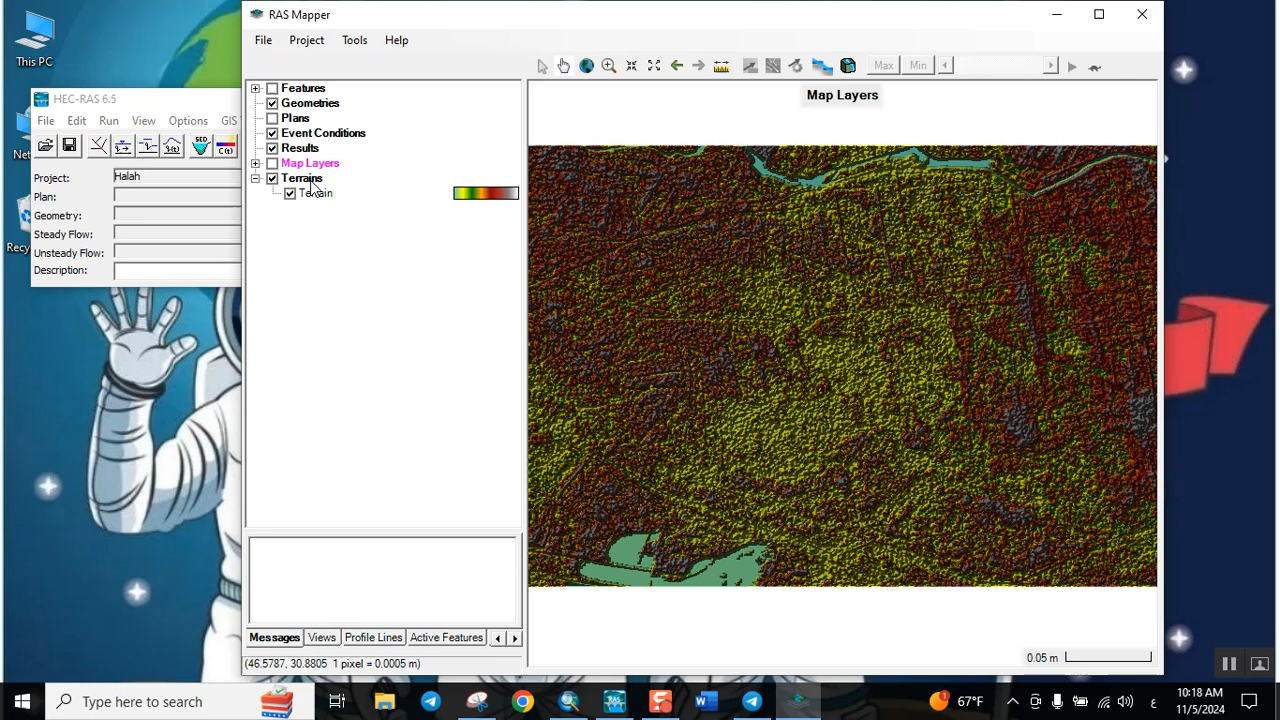 This PC
RAS Mapper
File Project Tools Help
Max Min
HEC-RAS 6.5
File Edit Run View Options GIS
Project: Halah
Plan:
Geometry:
Steady Flow:
Unsteady Flow:
Description:
Features
Geometries
Plans
Event Conditions
Results
Map Layers
Terrains
Terrain
Map Layers
Messages Views Profile Lines Active Features
(46.5787, 30.8805 1 pixel = 0.0005 m)
0.05 m
Type here to search
67°F
ع
10:18 AM
11/5/2024